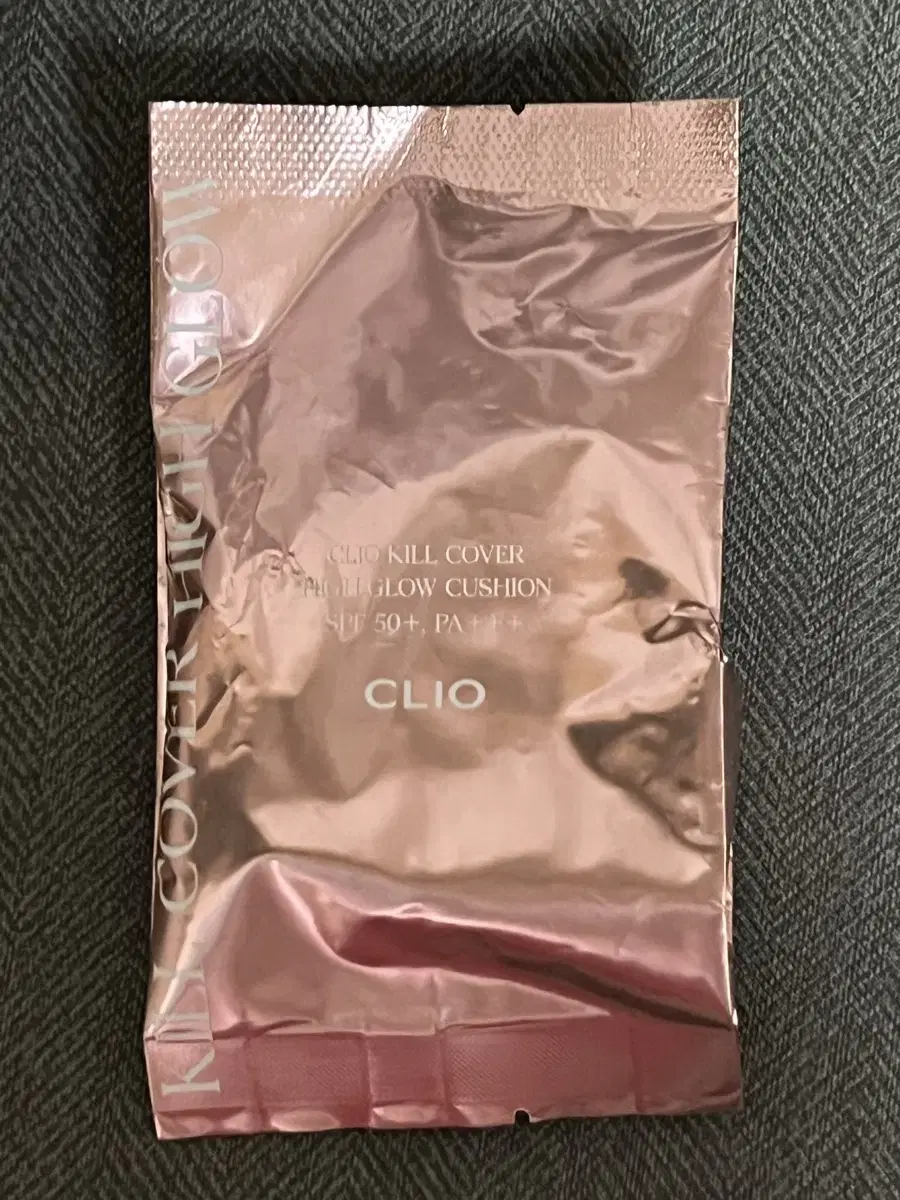 KILL COVER HIGH GLOW
CLIO KILL COVER
HIGH GLOW CUSHION
SPF 50+, PA+++
CLIO